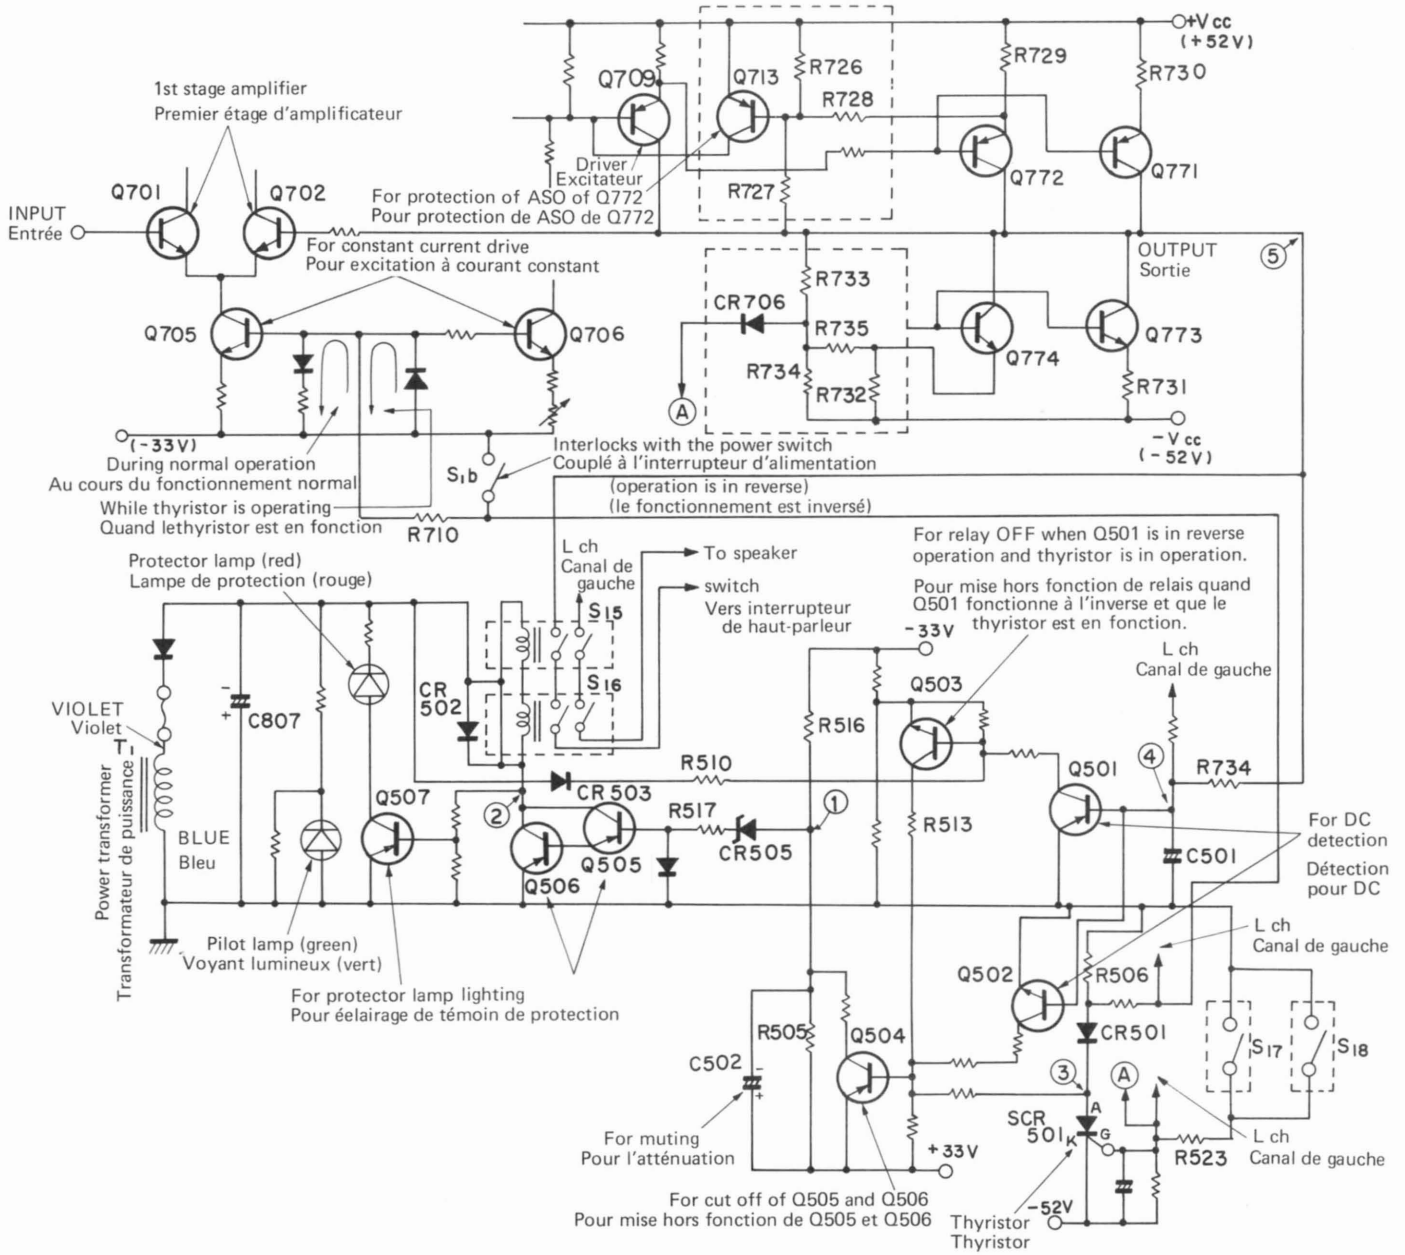 +Vcc
(+52V)
R729
R730
Q709
Q713
R726
R728
1st stage amplifier
Premier étage d'amplificateur
Driver
Excitateur
Q772
Q771
R727
For protection of ASO of Q772
Pour protection de ASO de Q772
Q701
Q702
INPUT
Entrée
For constant current drive
Pour excitation à courant constant
OUTPUT
Sortie
5
R733
CR706
R735
Q705
Q706
Q774
Q773
R734
R732
R731
A
(-33V)
-Vcc
(-52V)
During normal operation
Au cours du fonctionnement normal
Interlocks with the power switch
Couplé à l'interrupteur d'alimentation
S1b
(operation is in reverse)
(le fonctionnement est inversé)
While thyristor is operating
Quand lethyristor est en fonction
R710
For relay OFF when Q501 is in reverse
operation and thyristor is in operation.
Pour mise hors fonction de relais quand
Q501 fonctionne à l'inverse et que le
thyristor est en fonction.
Protector lamp (red)
Lampe de protection (rouge)
L ch
Canal de
gauche
To speaker
switch
Vers interrupteur
de haut-parleur
S15
-33V
L ch
Canal de gauche
S16
Q503
VIOLET
Violet
T1
-
+
C807
CR
502
R516
R510
Q501
4
R734
CR503
2
1
Power transformer
Transformateur de puissance
BLUE
Bleu
Q507
R517
CR505
R513
For DC
detection
Détection
pour DC
C501
Q506
Q505
Pilot lamp (green)
Voyant lumineux (vert)
For protector lamp lighting
Pour éelairage de témoin de protection
L ch
Canal de gauche
Q502
R506
CR501
R505
Q504
S17
S18
C502
-
+
3
A
A
SCR
501
K
G
For muting
Pour l'atténuation
+33V
R523
L ch
Canal de gauche
For cut off of Q505 and Q506
Pour mise hors fonction de Q505 et Q506
-52V
Thyristor
Thyristor